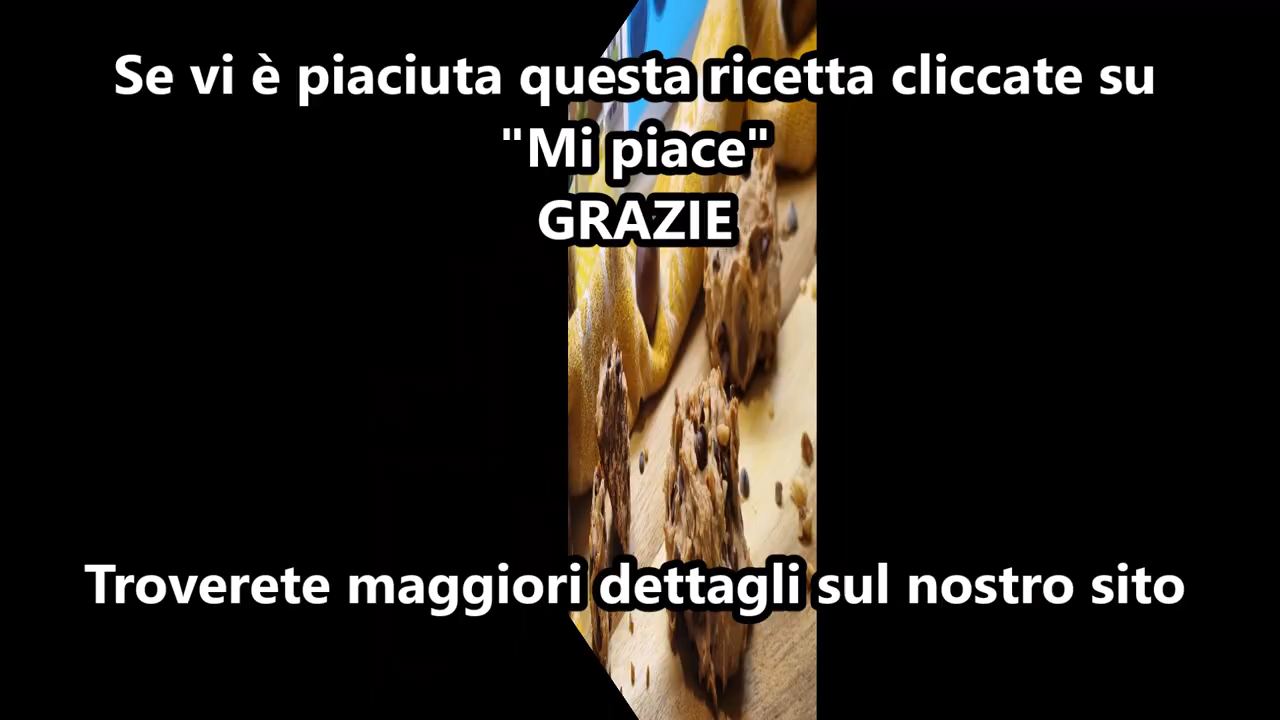 Se vi è piaciuta questa ricetta cliccate su
"Mi piace"
GRAZIE
Troverete maggiori dettagli sul nostro sito